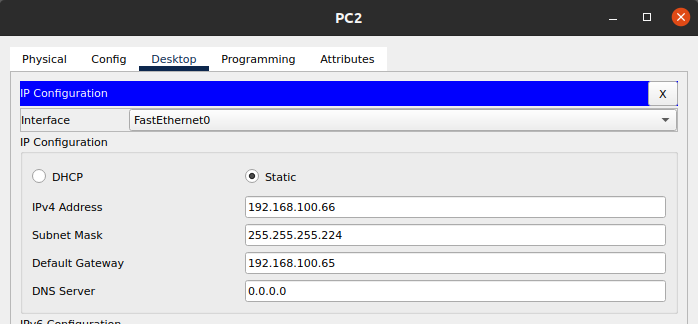 PC2
Physical Config Desktop Programming Attributes
IP Configuration X
Interface FastEthernet0
IP Configuration
DHCP Static
IPv4 Address 192.168.100.66
Subnet Mask 255.255.255.224
Default Gateway 192.168.100.65
DNS Server 0.0.0.0
IPv6 Configuration